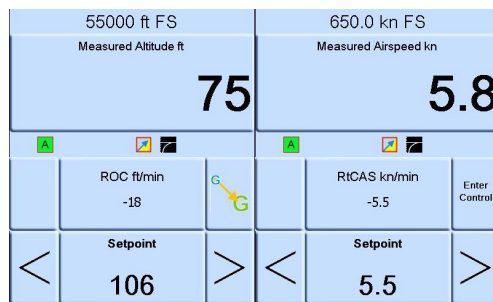 55000 ft FS
Measured Altitude ft
75
A
ROC ft/min
-18
G
G
Setpoint
<
106
>
650.0 kn FS
Measured Airspeed kn
5.8
A
RtCAS kn/min
-5.5
Enter
Control
Setpoint
<
5.5
>